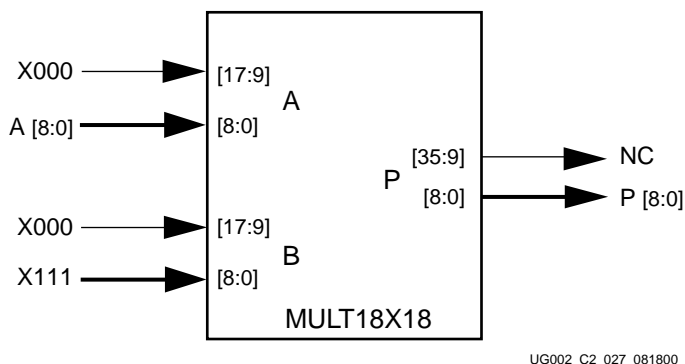 X000 [17:9]
A
A [8:0] [8:0]
[35:9] NC
P
[8:0] P [8:0]
X000 [17:9]
B
X111 [8:0]
MULT18X18
UG002_C2_027_081800